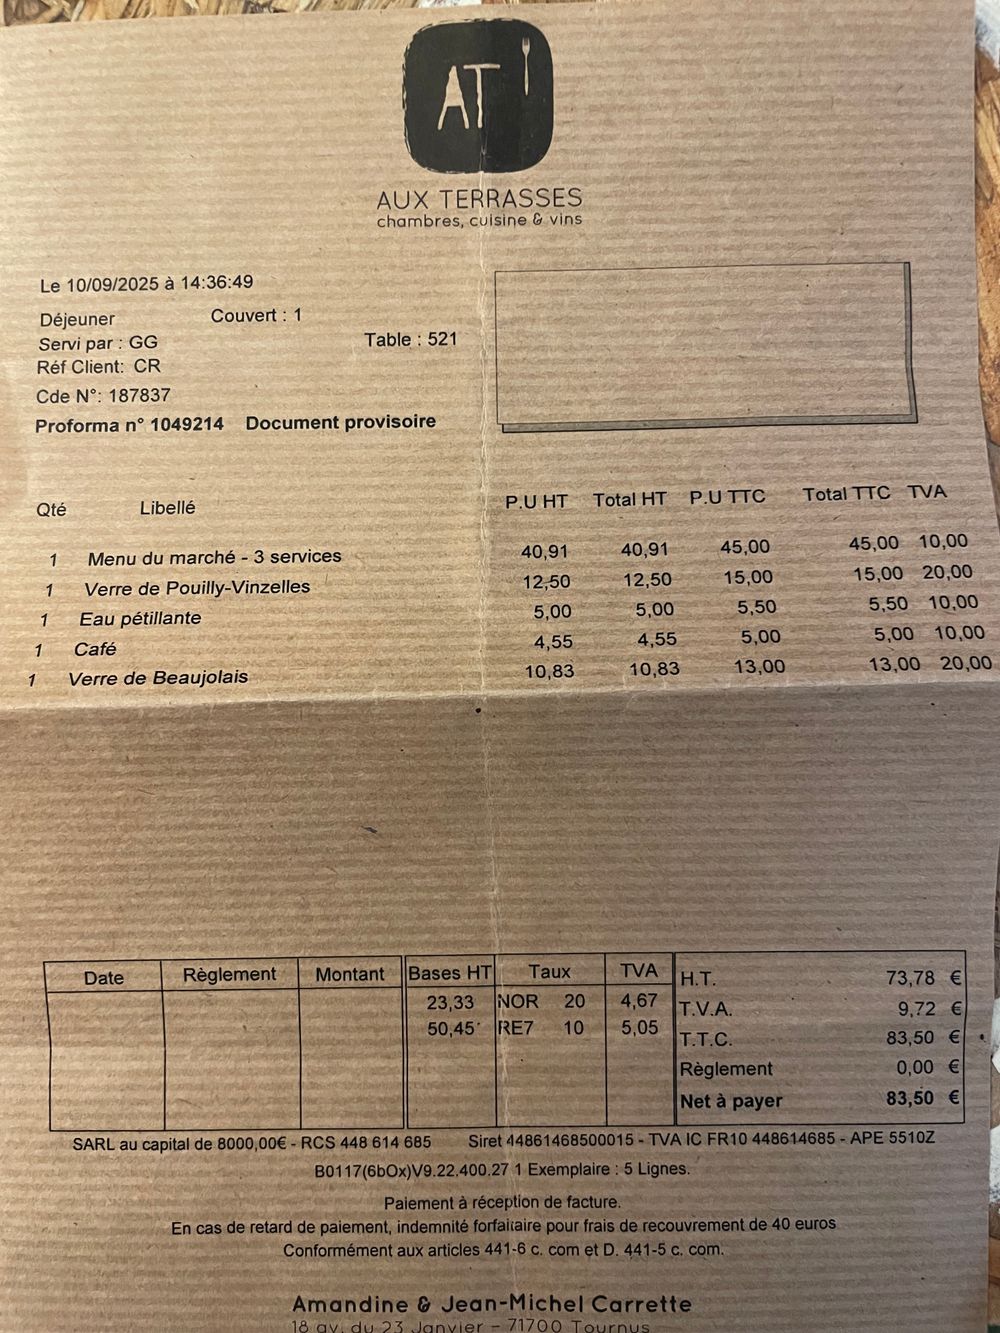 AT
AUX TERRASSES
chambres, cuisine & vins
Le 10/09/2025 à 14:36:49
Déjeuner Couvert : 1
Servi par : GG Table : 521
Réf Client: CR
Cde N°: 187837
Proforma n° 1049214 Document provisoire
Qté Libellé P.U HT Total HT P.U TTC Total TTC TVA
1 Menu du marché - 3 services 40,91 40,91 45,00 45,00 10,00
1 Verre de Pouilly-Vinzelles 12,50 12,50 15,00 15,00 20,00
1 Eau pétillante 5,00 5,00 5,50 5,50 10,00
1 Café 4,55 4,55 5,00 5,00 10,00
1 Verre de Beaujolais 10,83 10,83 13,00 13,00 20,00
Date Règlement Montant Bases HT Taux TVA
23,33 NOR 20 4,67
50,45 RE7 10 5,05
H.T. 73,78 €
T.V.A. 9,72 €
T.T.C. 83,50 €
Règlement 0,00 €
Net à payer 83,50 €
SARL au capital de 8000,00€ - RCS 448 614 685 Siret 44861468500015 - TVA IC FR10 448614685 - APE 5510Z
B0117(6bOx)V9.22.400.27 1 Exemplaire : 5 Lignes.
Paiement à réception de facture.
En cas de retard de paiement, indemnité forfaitaire pour frais de recouvrement de 40 euros
Conformément aux articles 441-6 c. com et D. 441-5 c. com.
Amandine & Jean-Michel Carrette
18 av. du 23 Janvier - 71700 Tournus